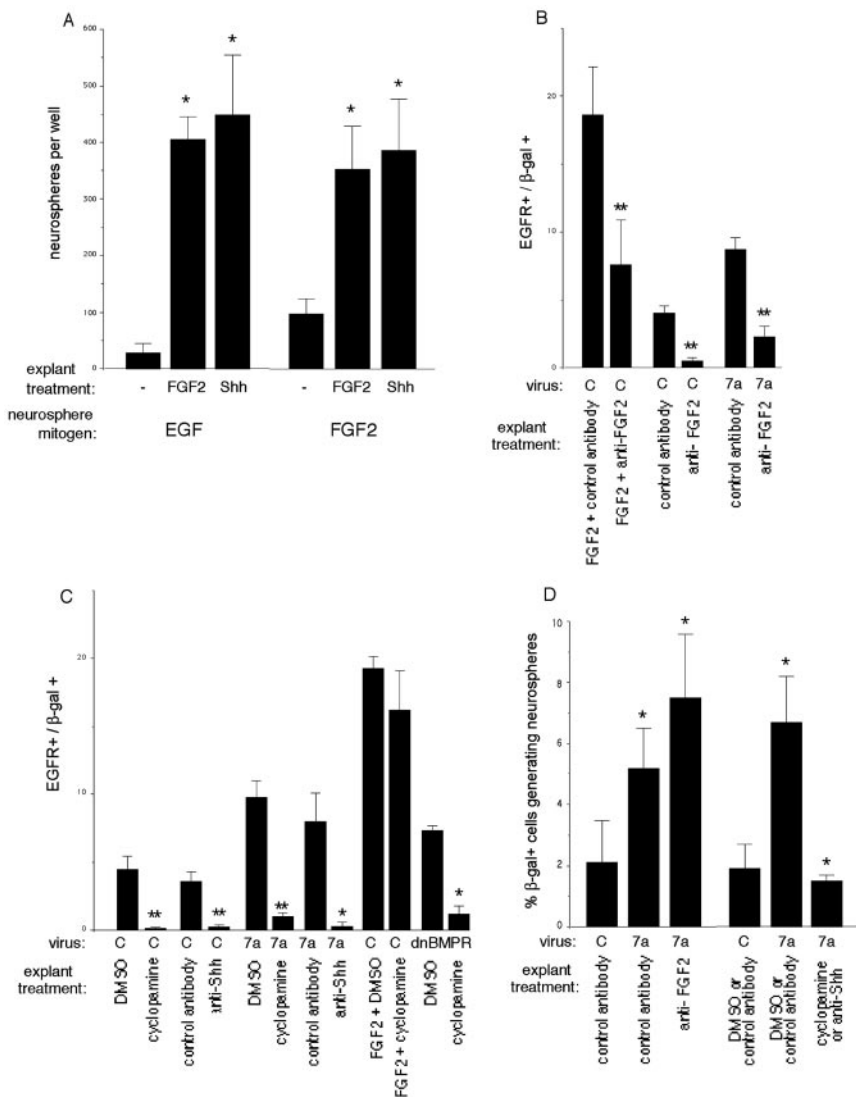 A
600
500
400
300
200
100
0
neurospheres per well
* * * *
explant
treatment: - FGF2 Shh - FGF2 Shh
neurosphere
mitogen: EGF FGF2
B
20
10
0
EGFR+ / β-gal +
** ** **
virus: C C C C 7a 7a
explant
treatment:
FGF2 + control antibody
FGF2 + anti-FGF2
control antibody
anti- FGF2
control antibody
anti- FGF2
C
20
10
0
EGFR+ / β-gal +
** ** ** * *
virus: C C C C 7a 7a 7a 7a C C dnBMPR
explant
treatment:
DMSO
cyclopamine
control antibody
anti-Shh
DMSO
cyclopamine
control antibody
anti-Shh
FGF2 + DMSO
FGF2 + cyclopamine
DMSO
cyclopamine
D
10
8
6
4
2
0
% β-gal+ cells generating neurospheres
* * * *
virus: C 7a 7a C 7a 7a
explant
treatment:
control antibody
control antibody
anti- FGF2
DMSO or
control antibody
DMSO or
control antibody
cyclopamine
or anti-Shh